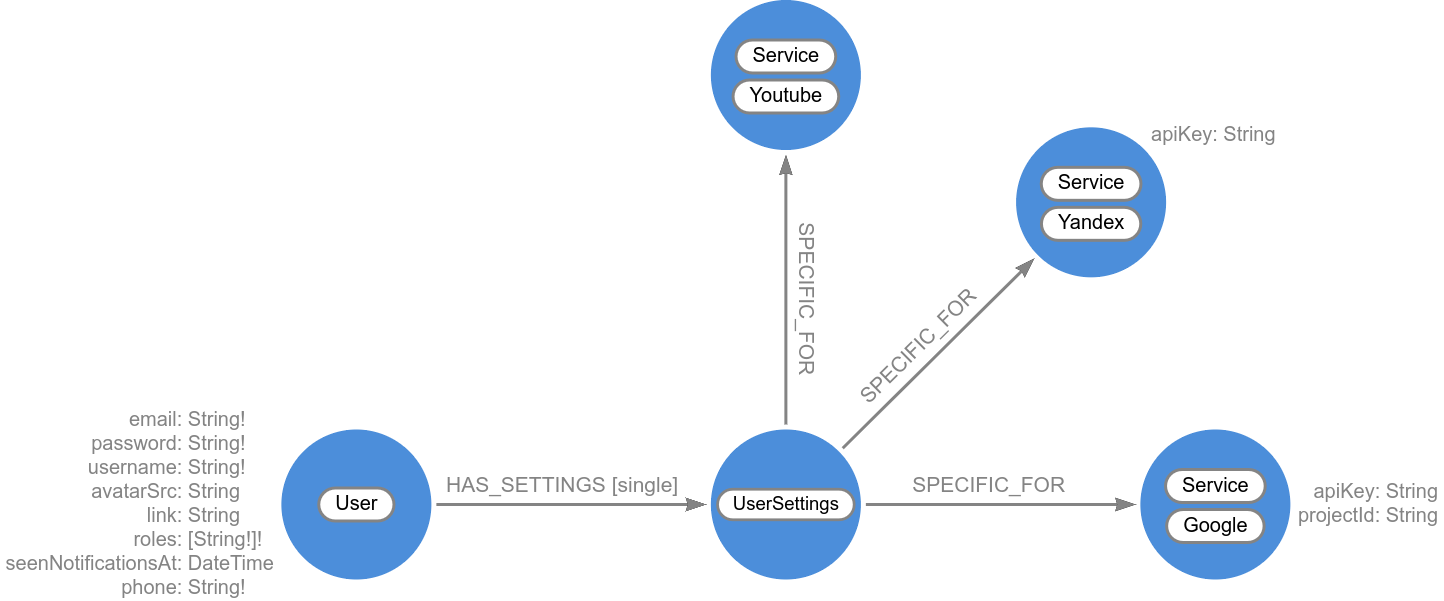 Service
Youtube
apiKey: String
Service
Yandex
SPECIFIC_FOR
SPECIFIC_FOR
email: String!
password: String!
username: String!
avatarSrc: String
link: String
roles: [String!]!
seenNotificationsAt: DateTime
phone: String!
User
HAS_SETTINGS [single]
UserSettings
SPECIFIC_FOR
Service
Google
apiKey: String
projectId: String